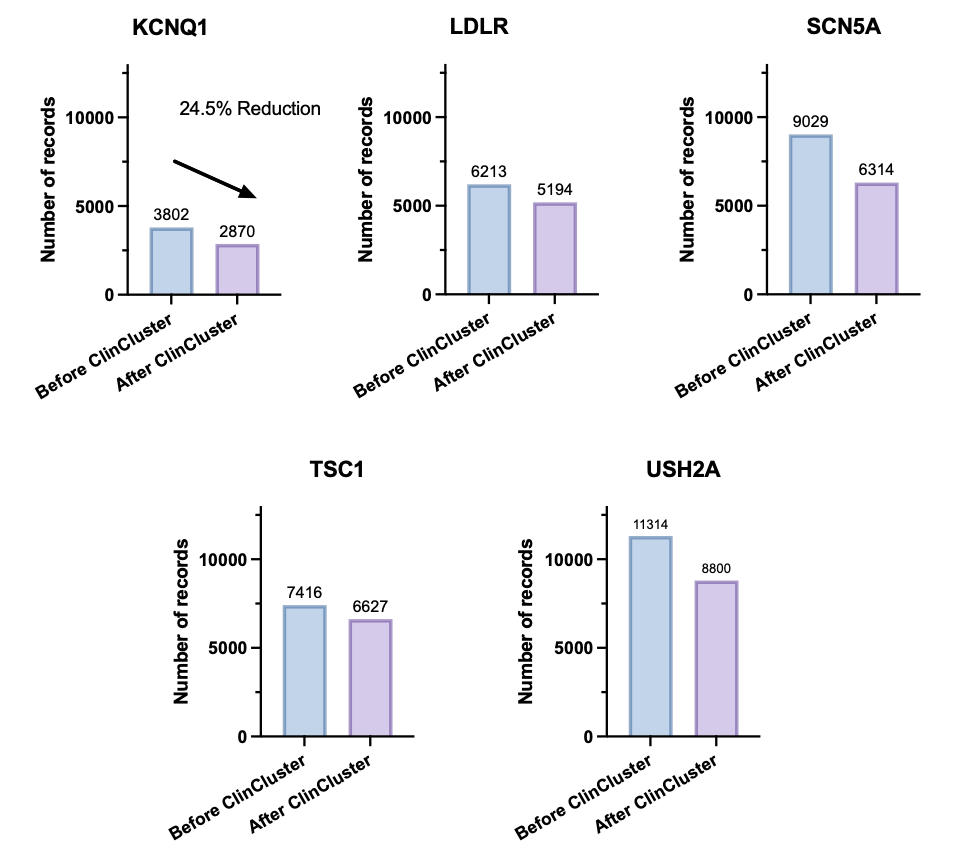 KCNQ1
Number of records
10000
5000
0
24.5% Reduction
3802
2870
Before ClinCluster
After ClinCluster
LDLR
Number of records
10000
5000
0
6213
5194
Before ClinCluster
After ClinCluster
SCN5A
Number of records
10000
5000
0
9029
6314
Before ClinCluster
After ClinCluster
TSC1
Number of records
10000
5000
0
7416
6627
Before ClinCluster
After ClinCluster
USH2A
Number of records
10000
5000
0
11314
8800
Before ClinCluster
After ClinCluster